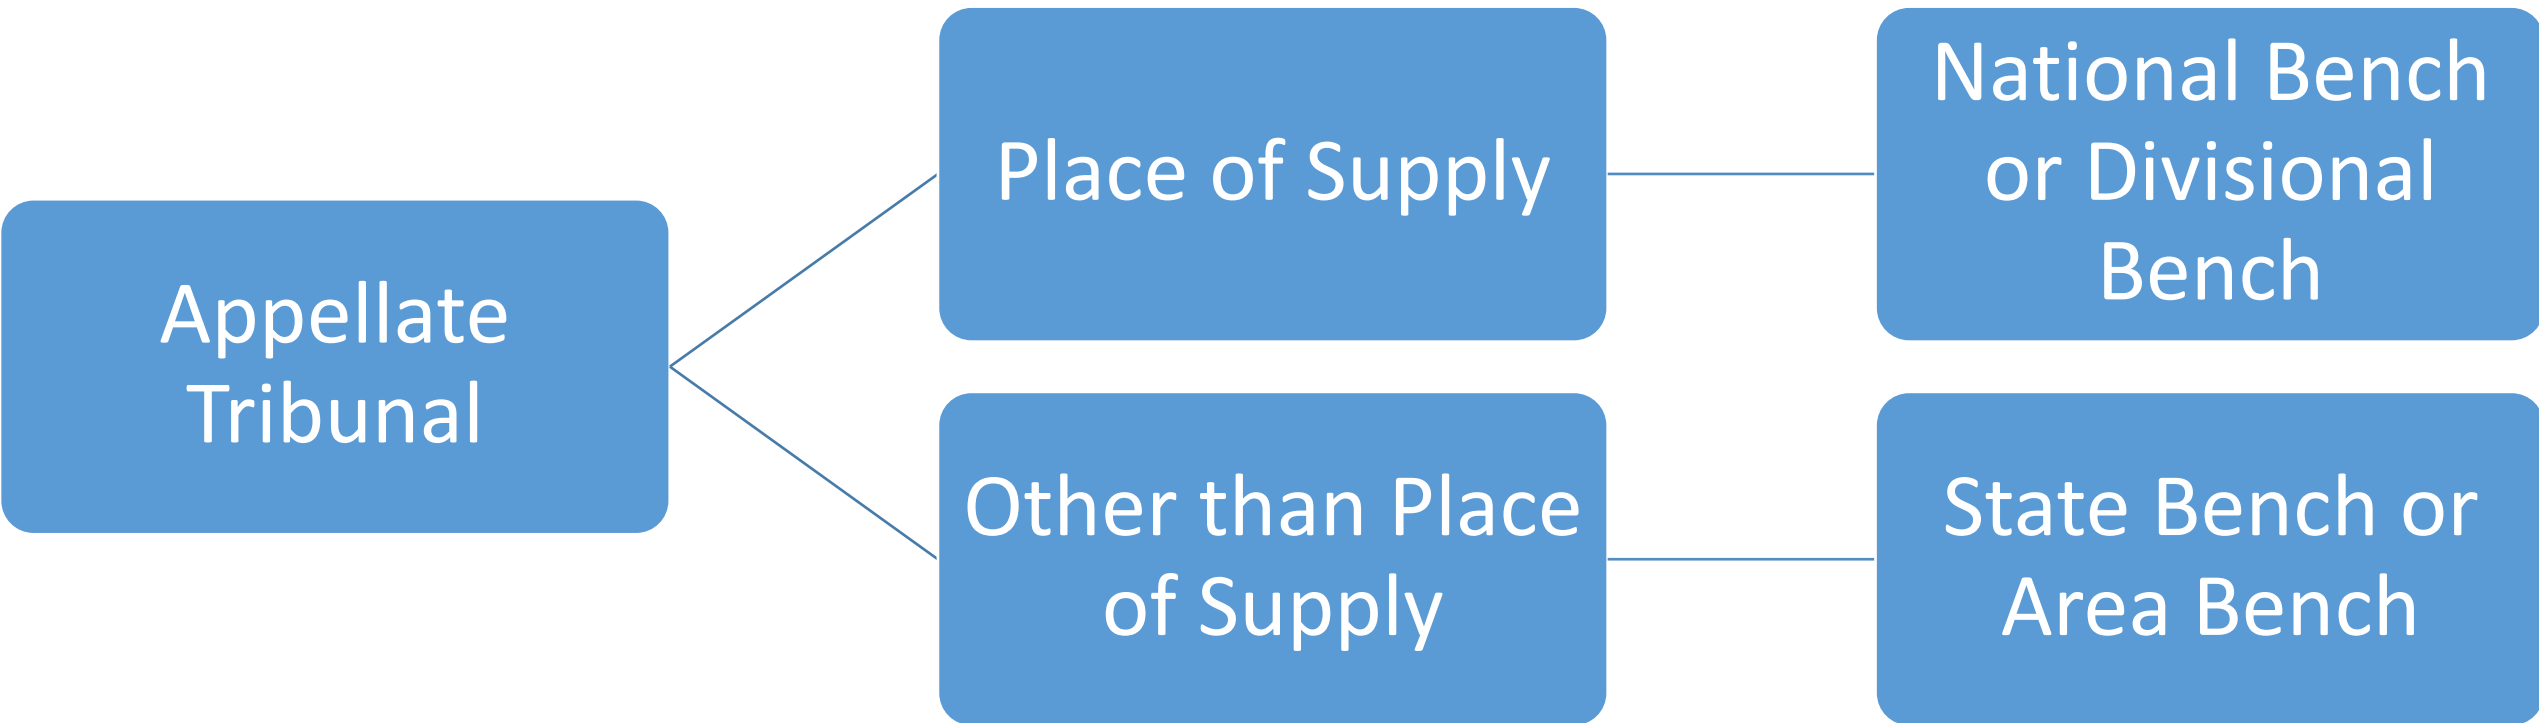 Appellate
Tribunal
Place of Supply
National Bench
or Divisional
Bench
Other than Place
of Supply
State Bench or
Area Bench